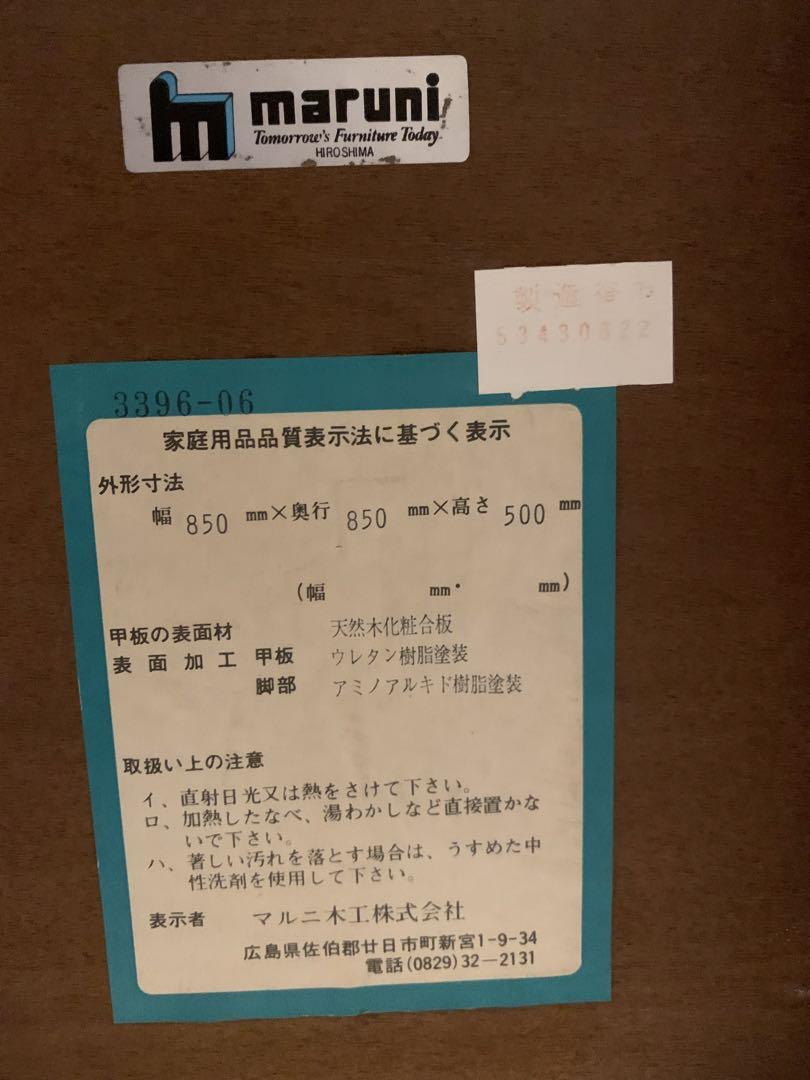 maruni
Tomorrow's Furniture Today
HIROSHIMA
製造番号
53430822
3396-06
家庭用品品質表示法に基づく表示
外形寸法
幅 850 mm×奥行 850 mm×高さ 500 mm
(幅 mm・ mm)
甲板の表面材 天然木化粧合板
表面加工 甲板 ウレタン樹脂塗装
脚部 アミノアルキド樹脂塗装
取扱い上の注意
イ、直射日光又は熱をさけて下さい。
ロ、加熱したなべ、湯わかしなど直接置かな
いで下さい。
ハ、著しい汚れを落とす場合は、うすめた中
性洗剤を使用して下さい。
表示者 マルニ木工株式会社
広島県佐伯郡廿日市町新宮1-9-34
電話(0829)32-2131